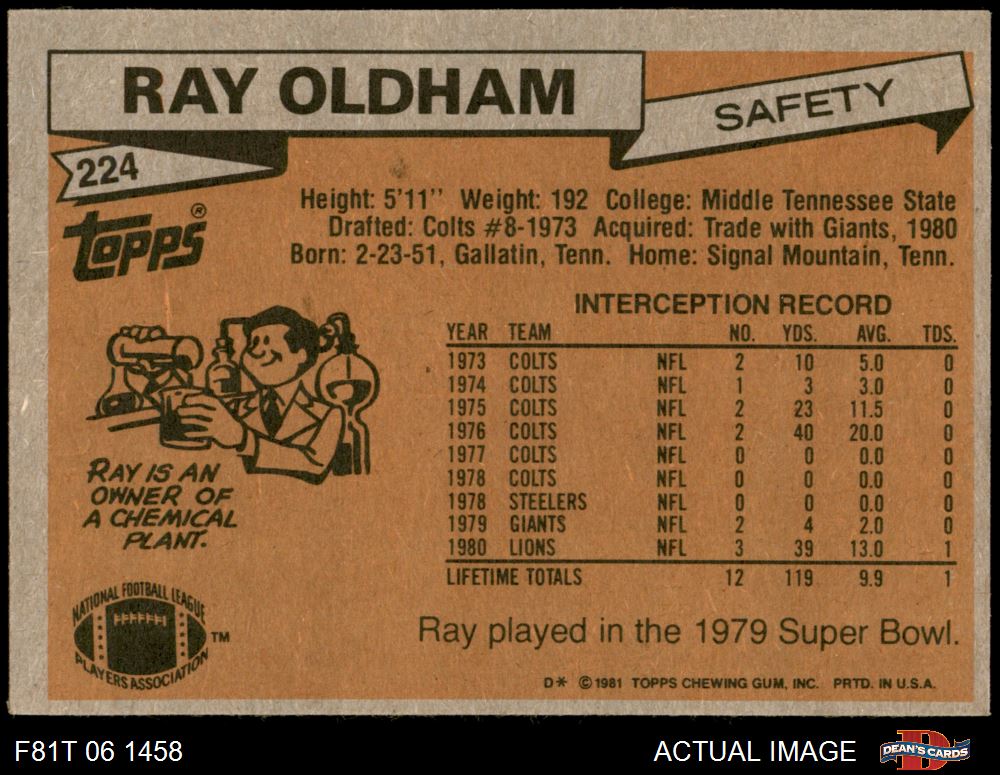 RAY OLDHAM
SAFETY
224
Topps®
Height: 5'11'' Weight: 192 College: Middle Tennessee State
Drafted: Colts #8-1973 Acquired: Trade with Giants, 1980
Born: 2-23-51, Gallatin, Tenn. Home: Signal Mountain, Tenn.
INTERCEPTION RECORD
YEAR TEAM NO. YDS. AVG. TDS.
1973 COLTS NFL 2 10 5.0 0
1974 COLTS NFL 1 3 3.0 0
1975 COLTS NFL 2 23 11.5 0
1976 COLTS NFL 2 40 20.0 0
1977 COLTS NFL 0 0 0.0 0
1978 COLTS NFL 0 0 0.0 0
1978 STEELERS NFL 0 0 0.0 0
1979 GIANTS NFL 2 4 2.0 0
1980 LIONS NFL 3 39 13.0 1
LIFETIME TOTALS 12 119 9.9 1
RAY IS AN
OWNER OF
A CHEMICAL
PLANT.
NATIONAL FOOTBALL LEAGUE
PLAYERS ASSOCIATION
TM
Ray played in the 1979 Super Bowl.
D* ©1981 TOPPS CHEWING GUM, INC. PRTD. IN U.S.A.
F81T 06 1458
ACTUAL IMAGE
DEAN'S CARDS